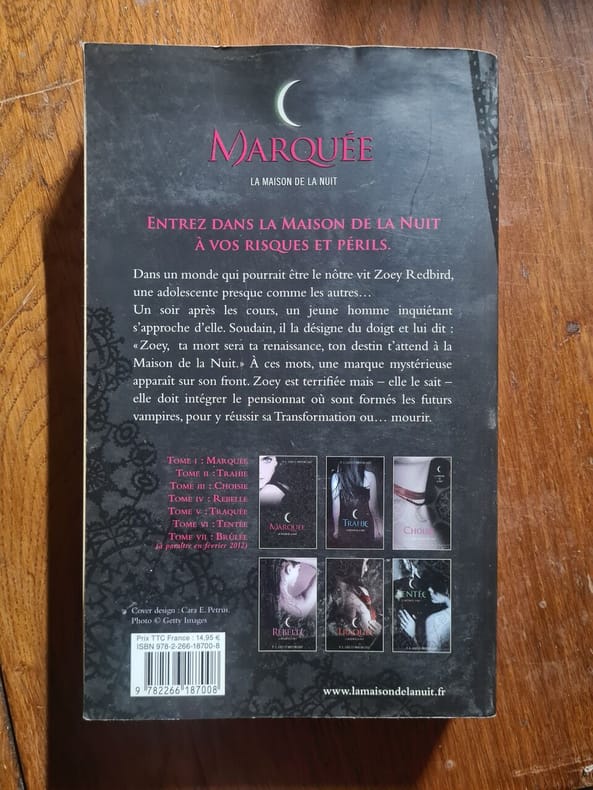 MARQUÉE
LA MAISON DE LA NUIT
ENTREZ DANS LA MAISON DE LA NUIT
À VOS RISQUES ET PÉRILS.
Dans un monde qui pourrait être le nôtre vit Zoey Redbird,
une adolescente presque comme les autres…
Un soir après les cours, un jeune homme inquiétant
s'approche d'elle. Soudain, il la désigne du doigt et lui dit :
« Zoey, ta mort sera ta renaissance, ton destin t'attend à la
Maison de la Nuit.» À ces mots, une marque mystérieuse
apparaît sur son front. Zoey est terrifiée mais – elle le sait –
elle doit intégrer le pensionnat où sont formés les futurs
vampires, pour y réussir sa Transformation ou… mourir.
TOME I : MARQUÉE
TOME II : TRAHIE
TOME III : CHOISIE
TOME IV : REBELLE
TOME V : TRAQUÉE
TOME VI : TENTÉE
TOME VII : BRÛLÉE
(à paraître en février 2012)
MARQUÉE
TRAHIE
REBELLE
TRAQUÉE
Cover design : Cara E. Petrus.
Photo © Getty Images
Prix TTC France : 14,95 €
ISBN 978-2-266-18700-8
9 782266 187008
www.lamaisondelanuit.fr